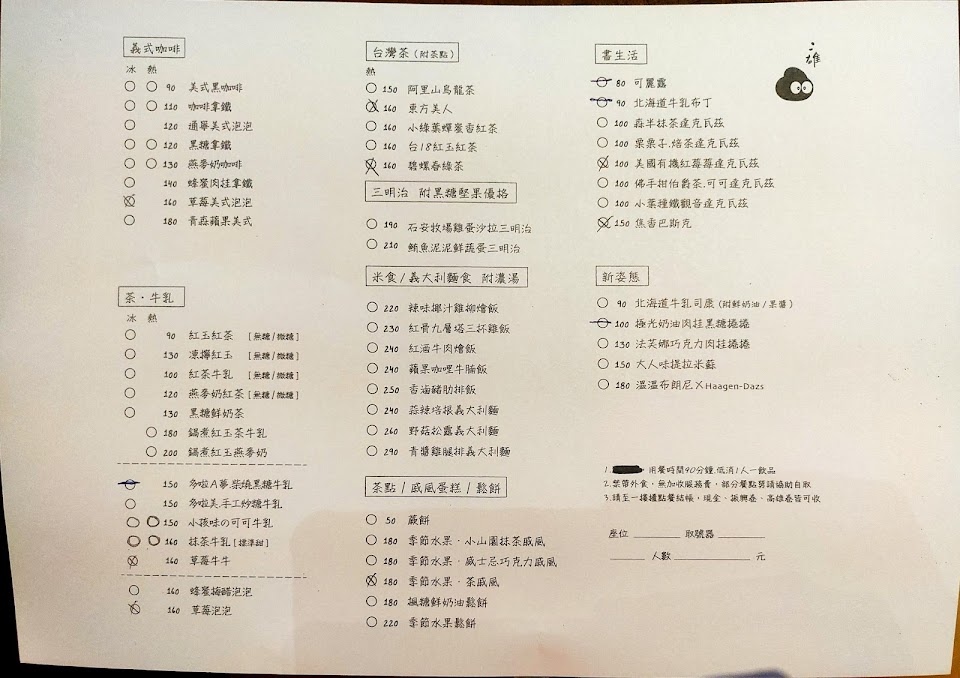 義式咖啡
冰 熱
90 美式黑咖啡
110 咖啡拿鐵
120 通寧美式泡泡
120 黑糖拿鐵
130 燕麥奶咖啡
140 蜂蜜肉桂拿鐵
160 草莓美式泡泡
180 青森蘋果美式
茶・牛乳
冰 熱
90 紅玉紅茶 [無糖/微糖]
130 凍檸紅玉 [無糖/微糖]
100 紅茶牛乳 [無糖/微糖]
120 燕麥奶紅茶 [無糖/微糖]
130 黑糖鮮奶茶
180 鍋煮紅玉茶牛乳
200 鍋煮紅玉燕麥奶
150 多啦A夢.柴燒黑糖牛乳
150 多啦美.手工炒糖牛乳
150 小孩味の可可牛乳
160 抹茶牛乳 [標準甜]
160 草莓牛牛
160 蜂蜜梅醋泡泡
160 草莓泡泡
台灣茶 (附茶點)
熱
150 阿里山烏龍茶
160 東方美人
160 小綠葉蟬蜜香紅茶
160 台18紅玉紅茶
160 碧螺春綠茶
三明治 附黑糖堅果優格
190 石安牧場雞蛋沙拉三明治
210 鮪魚泥泥鮮蔬蛋三明治
米食/義大利麵食 附濃湯
220 辣味椰汁雞柳燴飯
230 紅骨九層塔三杯雞飯
240 紅酒牛肉燴飯
240 蘋果咖哩牛腩飯
250 香滷豬肋排飯
240 蒜辣培根義大利麵
260 野菇松露義大利麵
290 青醬雞腿排義大利麵
茶點/戚風蛋糕/鬆餅
50 蕨餅
180 季節水果・小山園抹茶戚風
180 季節水果・威士忌巧克力戚風
180 季節水果・茶戚風
180 楓糖鮮奶油鬆餅
220 季節水果鬆餅
書生活
80 可麗露
90 北海道牛乳布丁
100 森半抹茶達克瓦茲
100 栗栗子.焙茶達克瓦茲
100 美國有機紅莓莓達克瓦茲
100 佛手柑伯爵茶.可可達克瓦茲
100 小葉撞鐵觀音達克瓦茲
150 焦香巴斯克
二雄
新姿態
90 北海道牛乳司康 (附鮮奶油/果醬)
100 極光奶油肉桂黑糖捲捲
130 法芙娜巧克力肉桂捲捲
150 大人味提拉米蘇
180 溫溫布朗尼×Haagen-Dazs
1. 用餐時間90分鐘.低消1人一飲品
2.禁帶外食、無加收服務費，部分餐點勞請協助自取
3.請至一樓櫃點餐結帳，現金、振興卷、高雄卷皆可收
座位 取號器
人數 元